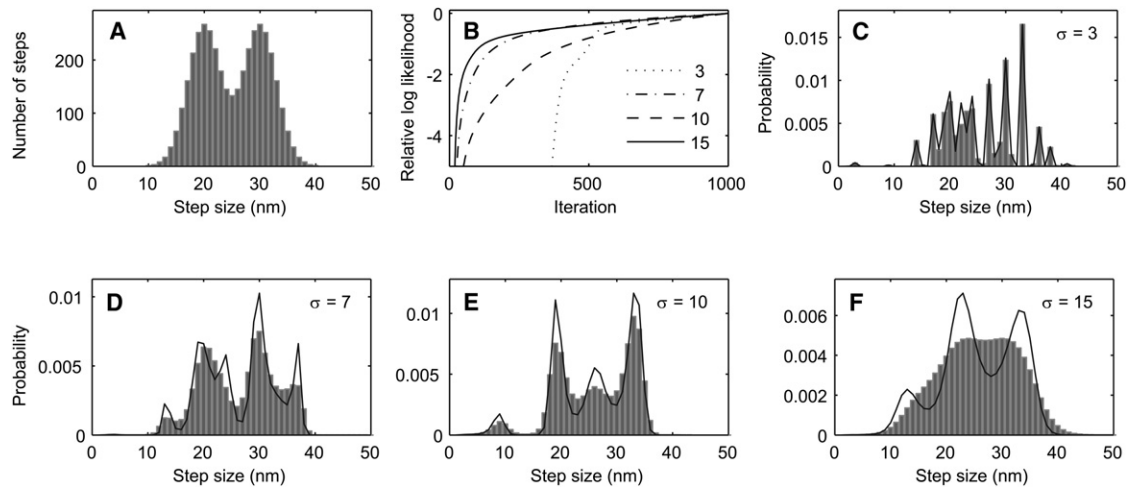 A
Number of steps
200
100
0
0 10 20 30 40 50
Step size (nm)
B
Relative log likelihood
0
-2
-4
3
7
10
15
0 500 1000
Iteration
C
σ = 3
Probability
0.015
0.01
0.005
0
0 10 20 30 40 50
Step size (nm)
D
σ = 7
Probability
0.01
0.005
0
0 10 20 30 40 50
Step size (nm)
E
σ = 10
0.01
0.005
0
0 10 20 30 40 50
Step size (nm)
F
σ = 15
0.006
0.004
0.002
0
0 10 20 30 40 50
Step size (nm)